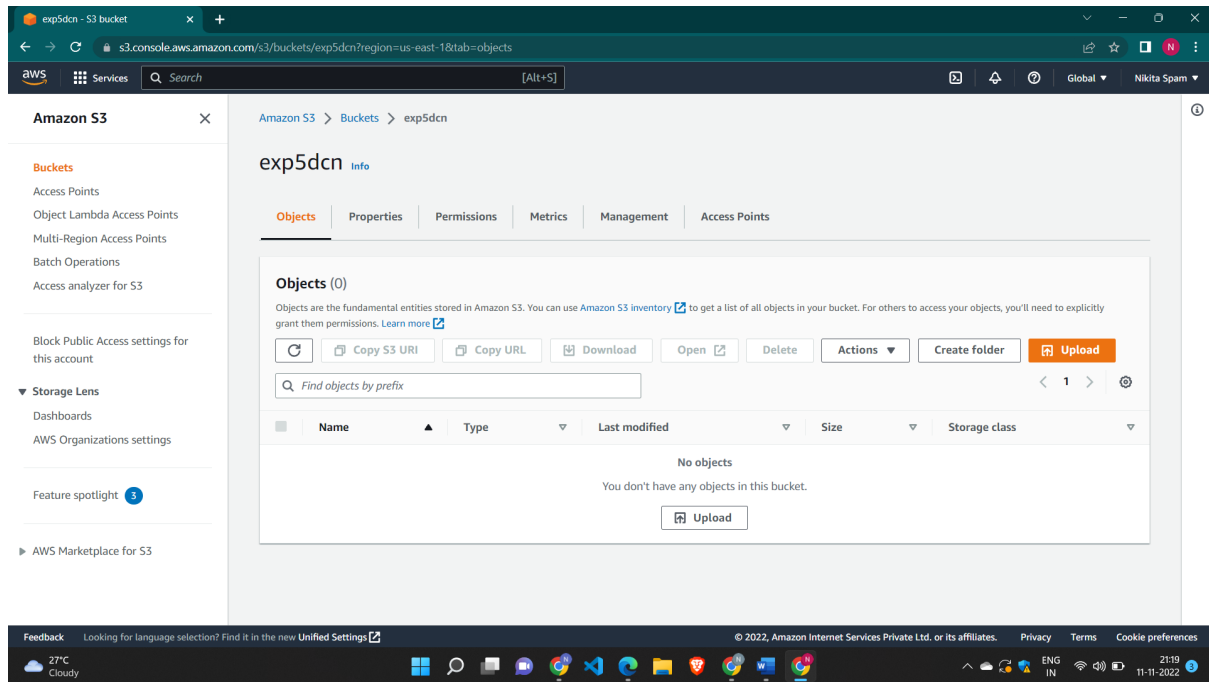 exp5dcn - S3 bucket
s3.console.aws.amazon.com/s3/buckets/exp5dcn?region=us-east-1&tab=objects
N
aws
Services
Search
[Alt+S]
Global
Nikita Spam
Amazon S3
Buckets
Access Points
Object Lambda Access Points
Multi-Region Access Points
Batch Operations
Access analyzer for S3
Block Public Access settings for
this account
Storage Lens
Dashboards
AWS Organizations settings
Feature spotlight 3
AWS Marketplace for S3
Amazon S3 > Buckets > exp5dcn
exp5dcn Info
Objects
Properties
Permissions
Metrics
Management
Access Points
Objects (0)
Objects are the fundamental entities stored in Amazon S3. You can use Amazon S3 inventory to get a list of all objects in your bucket. For others to access your objects, you'll need to explicitly
grant them permissions. Learn more
Copy S3 URI
Copy URL
Download
Open
Delete
Actions
Create folder
Upload
Find objects by prefix
1
Name
Type
Last modified
Size
Storage class
No objects
You don't have any objects in this bucket.
Upload
Feedback
Looking for language selection? Find it in the new Unified Settings
© 2022, Amazon Internet Services Private Ltd. or its affiliates.
Privacy
Terms
Cookie preferences
27°C
Cloudy
ENG
IN
21:19
11-11-2022
3